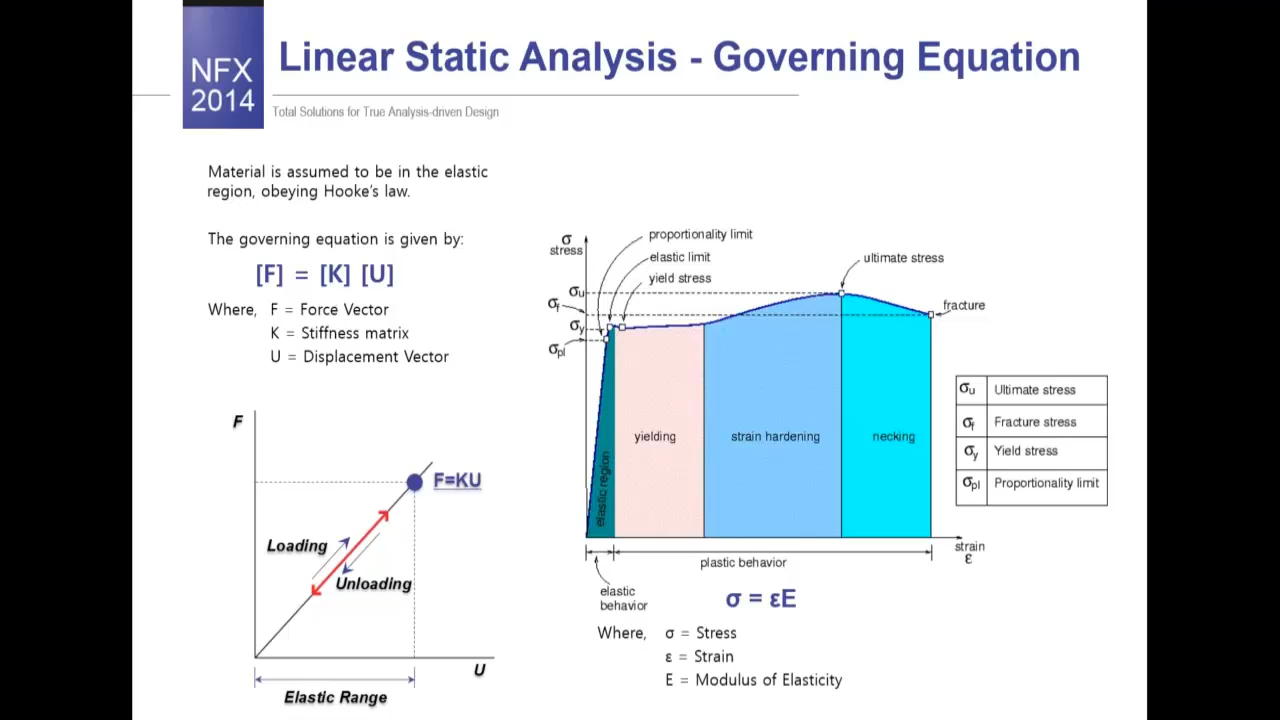 NFX
2014
Linear Static Analysis - Governing Equation
Total Solutions for True Analysis-driven Design
Material is assumed to be in the elastic
region, obeying Hooke's law.
The governing equation is given by:
[F] = [K] [U]
Where, F = Force Vector
K = Stiffness matrix
U = Displacement Vector
F
F=KU
Loading
Unloading
U
Elastic Range
σ
stress
proportionality limit
elastic limit
yield stress
ultimate stress
fracture
σu
σf
σy
σpl
elastic region
yielding
strain hardening
necking
strain
ε
plastic behavior
elastic
behavior
σu Ultimate stress
σf Fracture stress
σy Yield stress
σpl Proportionality limit
σ = εE
Where, σ = Stress
ε = Strain
E = Modulus of Elasticity